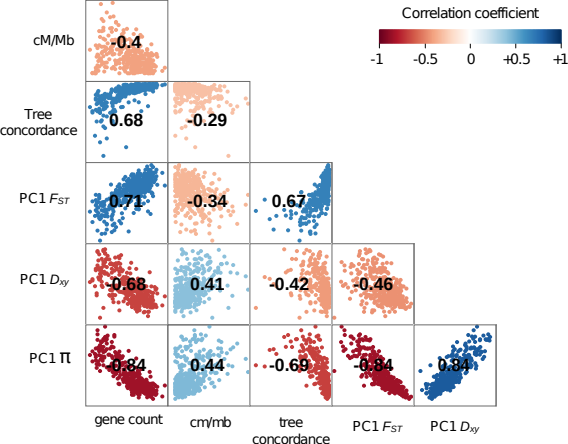 Correlation coefficient
-1 -0.5 0 +0.5 +1
cM/Mb -0.4
Tree
concordance 0.68 -0.29
PC1 FST 0.71 -0.34 0.67
PC1 Dxy -0.68 0.41 -0.42 -0.46
PC1 π -0.84 0.44 -0.69 -0.84 0.84
gene count cm/mb tree
concordance PC1 FST PC1 Dxy